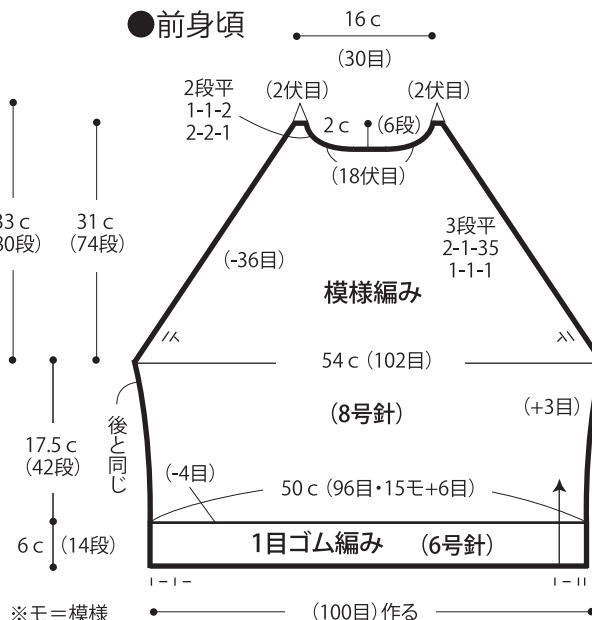 ●前身頃
16 c
(30目)
2段平
1-1-2
2-2-1
(2伏目)
(2伏目)
2 c
(6段)
(18伏目)
31 c
(74段)
(-36目)
3段平
2-1-35
1-1-1
模様編み
54 c (102目)
(8号針)
(+3目)
後と同じ
17.5 c
(42段)
(-4目)
50 c (96目・15モ+6目)
1目ゴム編み (6号針)
6 c (14段)
※モ=模様
(100目)作る